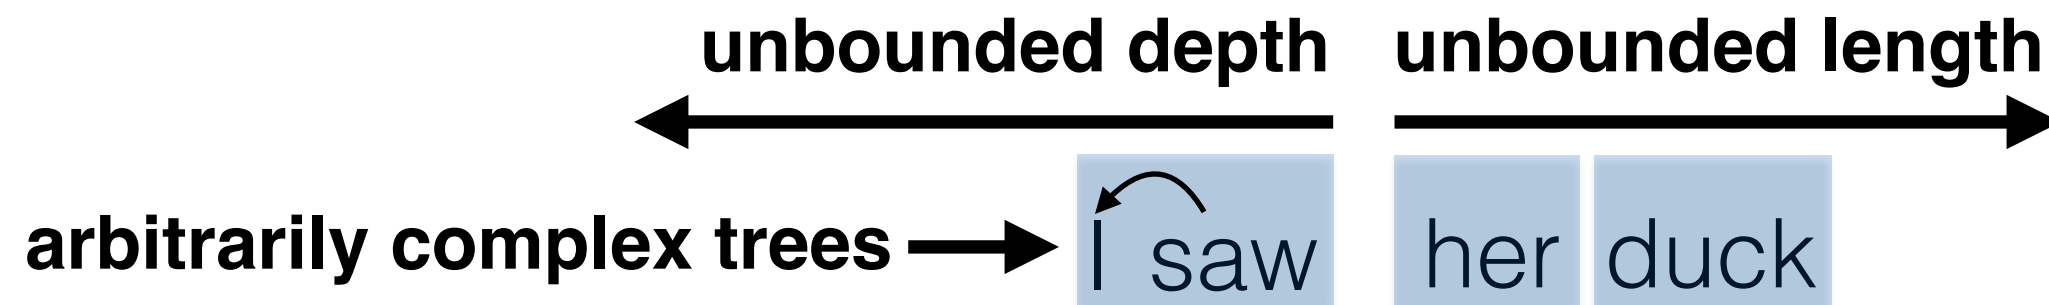 unbounded depth unbounded length
arbitrarily complex trees I saw her duck